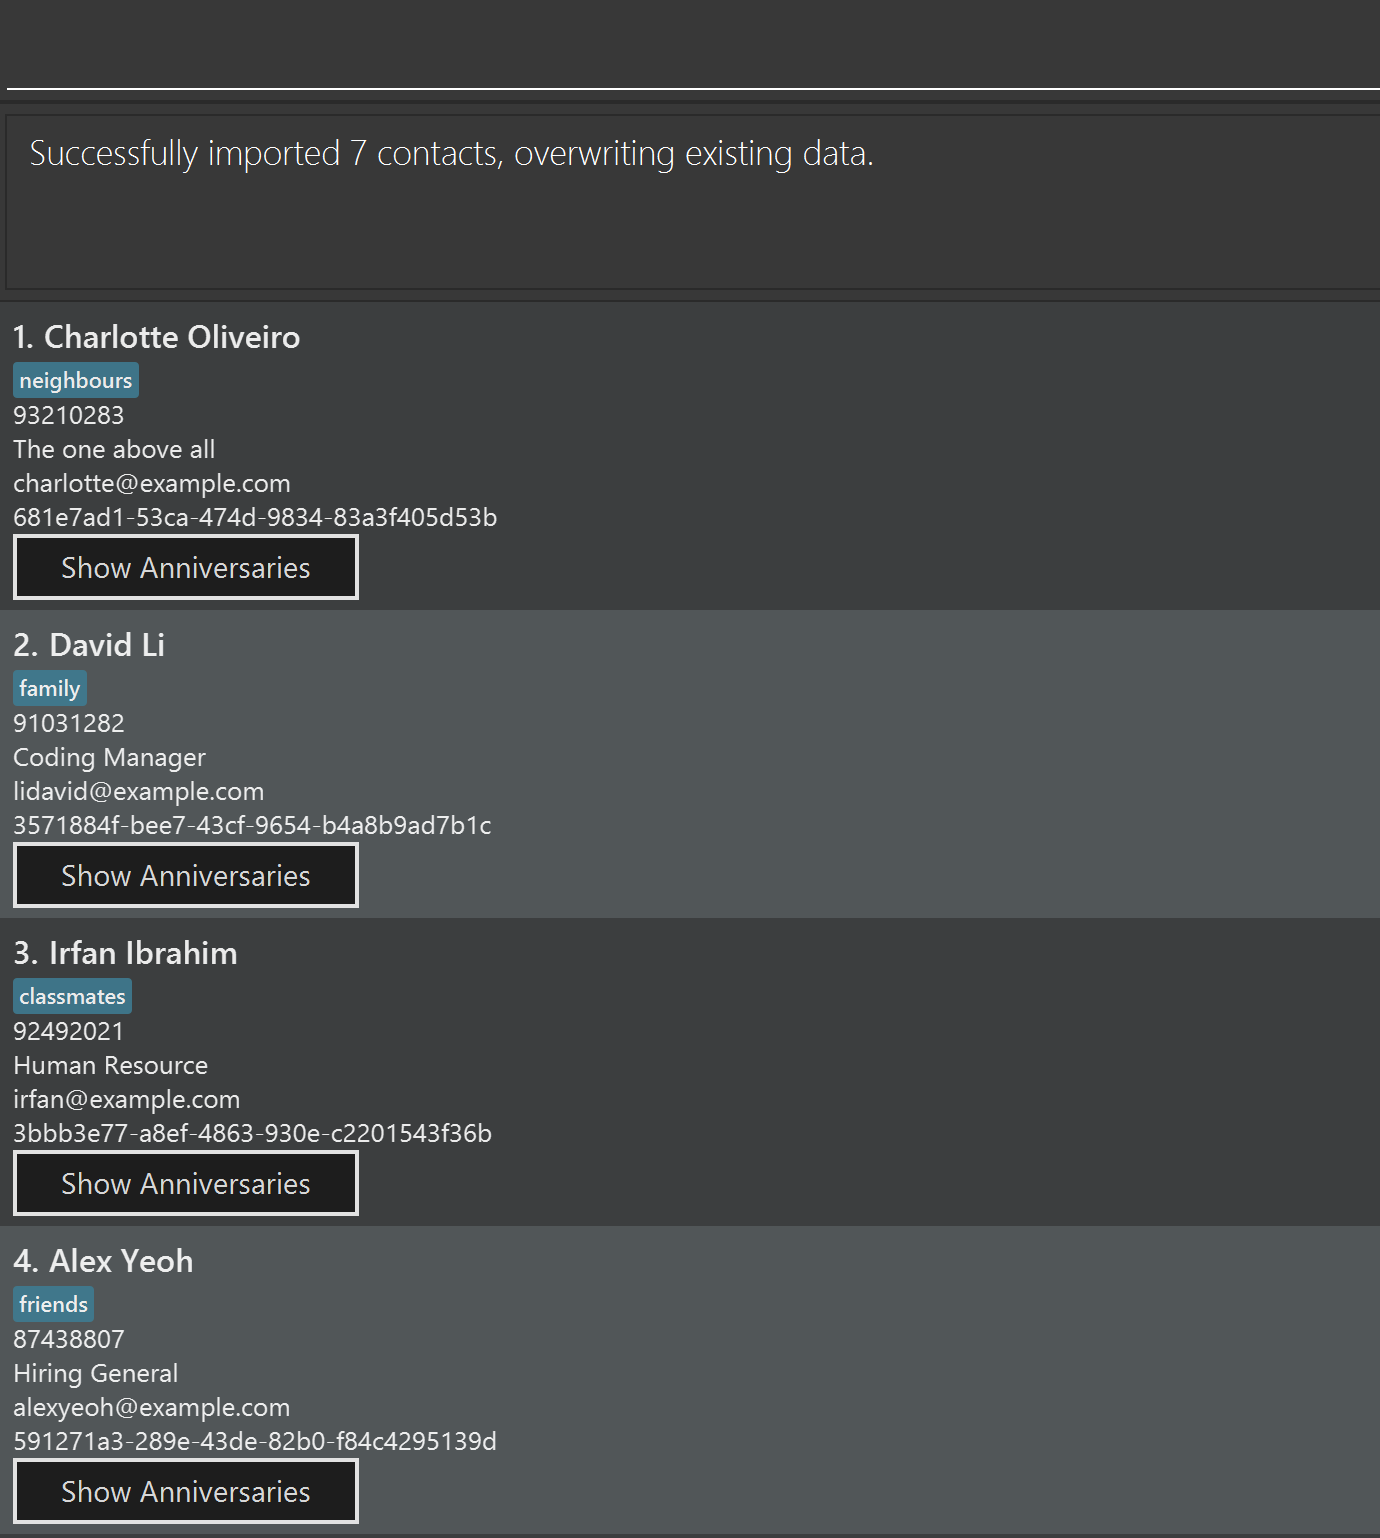 Successfully imported 7 contacts, overwriting existing data.
1. Charlotte Oliveiro
neighbours
93210283
The one above all
charlotte@example.com
681e7ad1-53ca-474d-9834-83a3f405d53b
Show Anniversaries
2. David Li
family
91031282
Coding Manager
lidavid@example.com
3571884f-bee7-43cf-9654-b4a8b9ad7b1c
Show Anniversaries
3. Irfan Ibrahim
classmates
92492021
Human Resource
irfan@example.com
3bbb3e77-a8ef-4863-930e-c2201543f36b
Show Anniversaries
4. Alex Yeoh
friends
87438807
Hiring General
alexyeoh@example.com
591271a3-289e-43de-82b0-f84c4295139d
Show Anniversaries